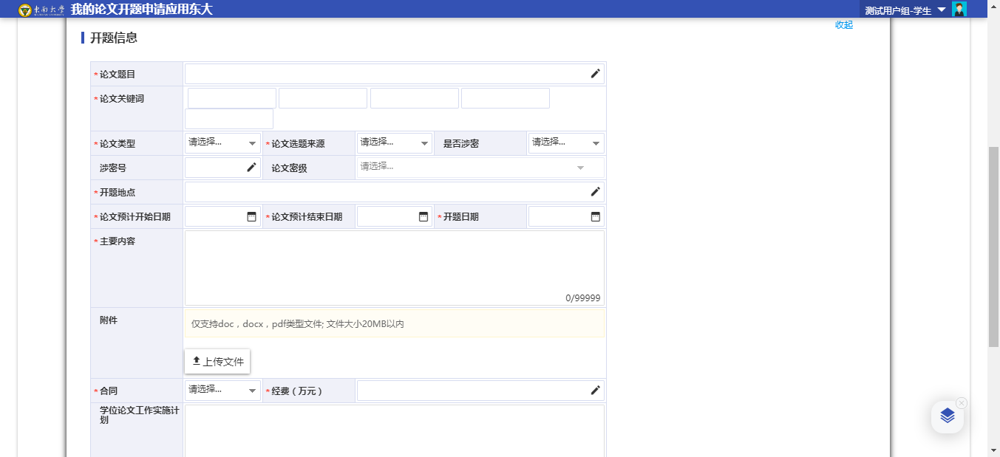 东南大学 我的论文开题申请应用东大 测试用户组-学生
收起
开题信息
*论文题目
*论文关键词
*论文类型 请选择... *论文选题来源 请选择... 是否涉密 请选择...
涉密号 论文密级 请选择...
*开题地点
*论文预计开始日期 *论文预计结束日期 *开题日期
*主要内容
0/99999
附件
仅支持doc，docx，pdf类型文件; 文件大小20MB以内
上传文件
*合同 请选择... *经费（万元）
学位论文工作实施计
划